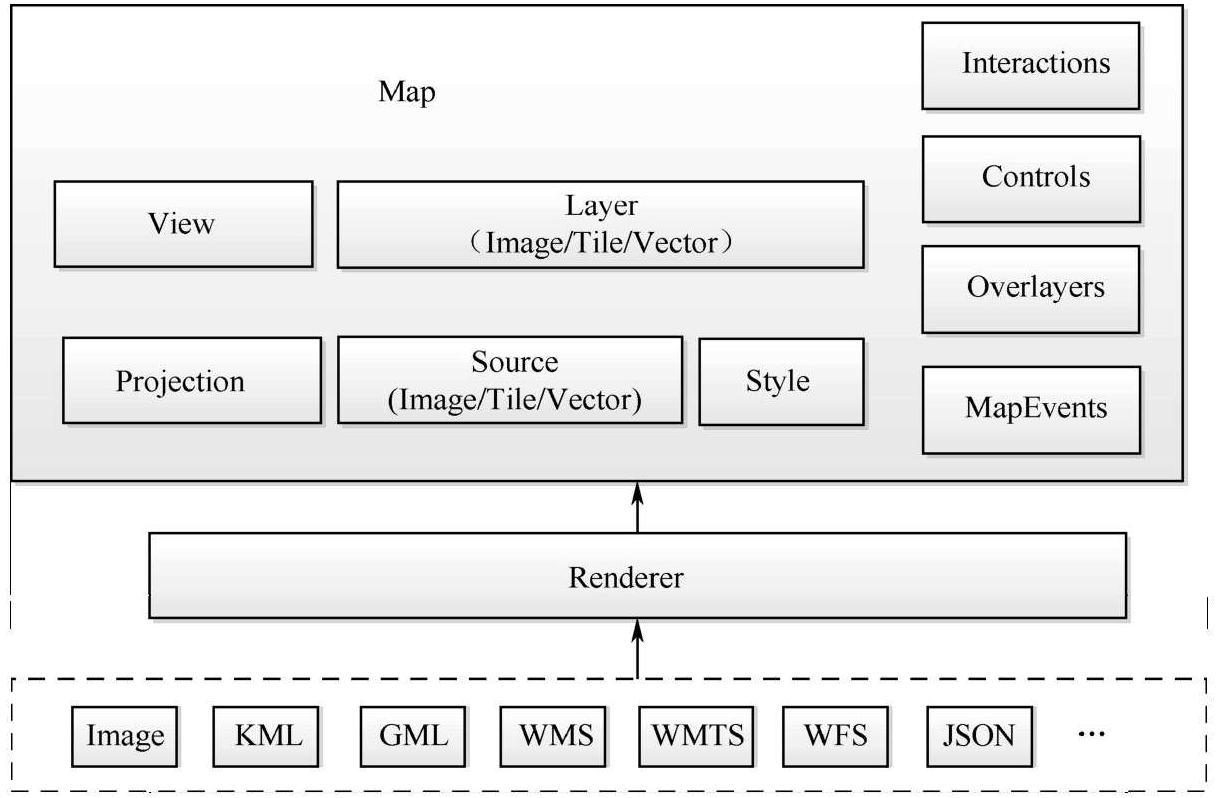 Map
Interactions
Controls
View
Layer
（Image/Tile/Vector）
Overlayers
Projection
Source
(Image/Tile/Vector)
Style
MapEvents
Renderer
Image
KML
GML
WMS
WMTS
WFS
JSON
···